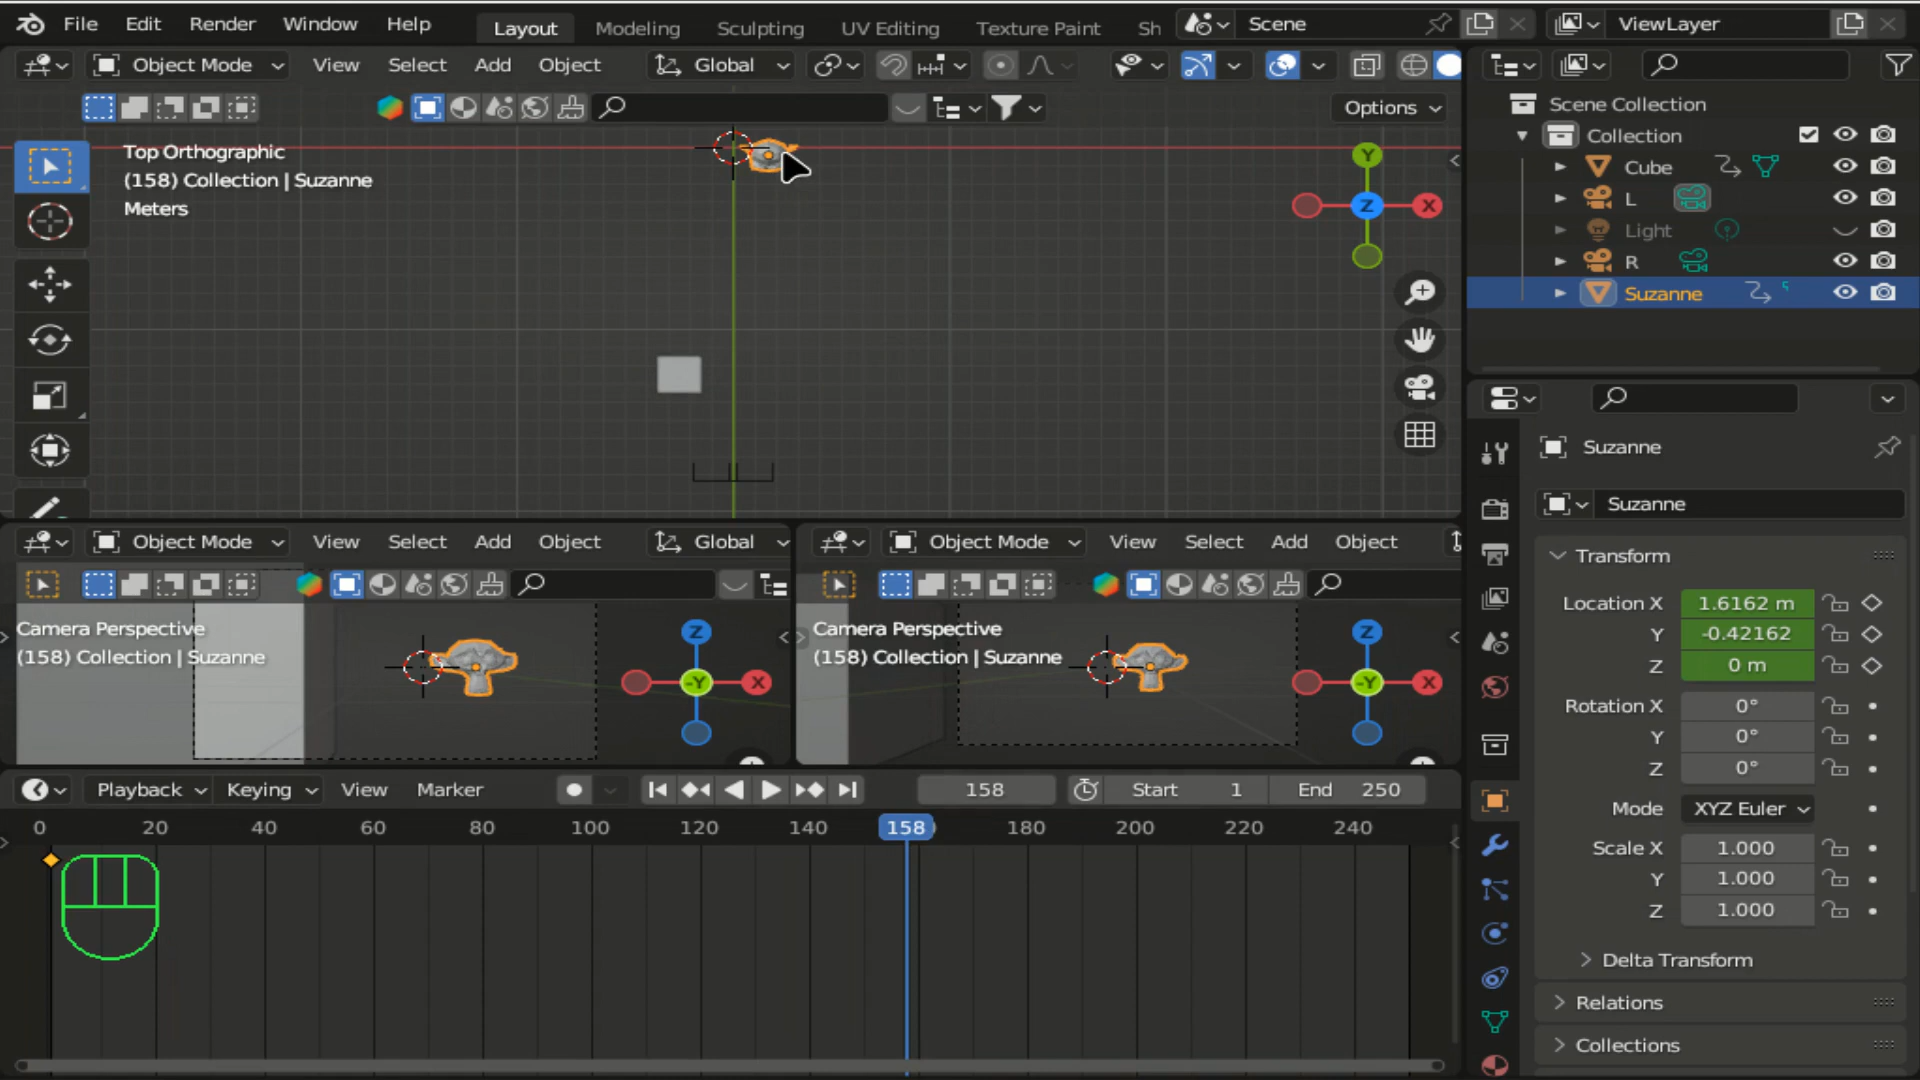 File Edit Render Window Help Layout Modeling Sculpting UV Editing Texture Paint Sh Scene ViewLayer
Object Mode View Select Add Object Global
Options
Top Orthographic
(158) Collection | Suzanne
Meters
Y
X
Z
Scene Collection
Collection
Cube
L
Light
R
Suzanne
Object Mode View Select Add Object Global
Camera Perspective
(158) Collection | Suzanne
Z
X
-Y
Object Mode View Select Add Object
Camera Perspective
(158) Collection | Suzanne
Z
X
-Y
Playback Keying View Marker 158 Start 1 End 250
0 20 40 60 80 100 120 140 158 180 200 220 240
Suzanne
Suzanne
Transform
Location X 1.6162 m
Y -0.42162
Z 0 m
Rotation X 0°
Y 0°
Z 0°
Mode XYZ Euler
Scale X 1.000
Y 1.000
Z 1.000
Delta Transform
Relations
Collections